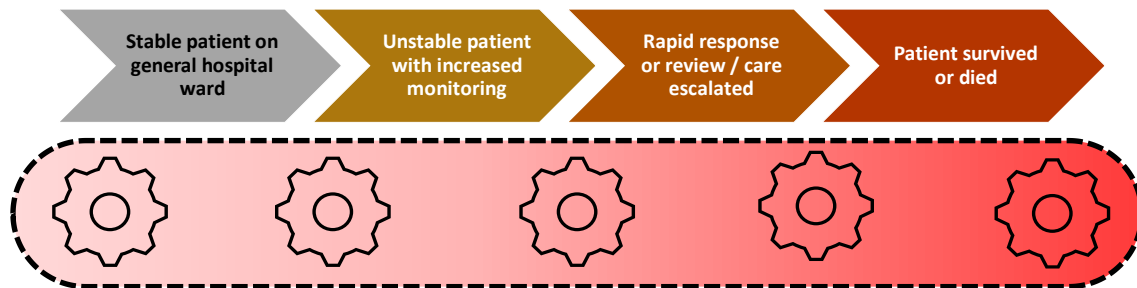 Stable patient on
general hospital
ward
Unstable patient
with increased
monitoring
Rapid response
or review / care
escalated
Patient survived
or died